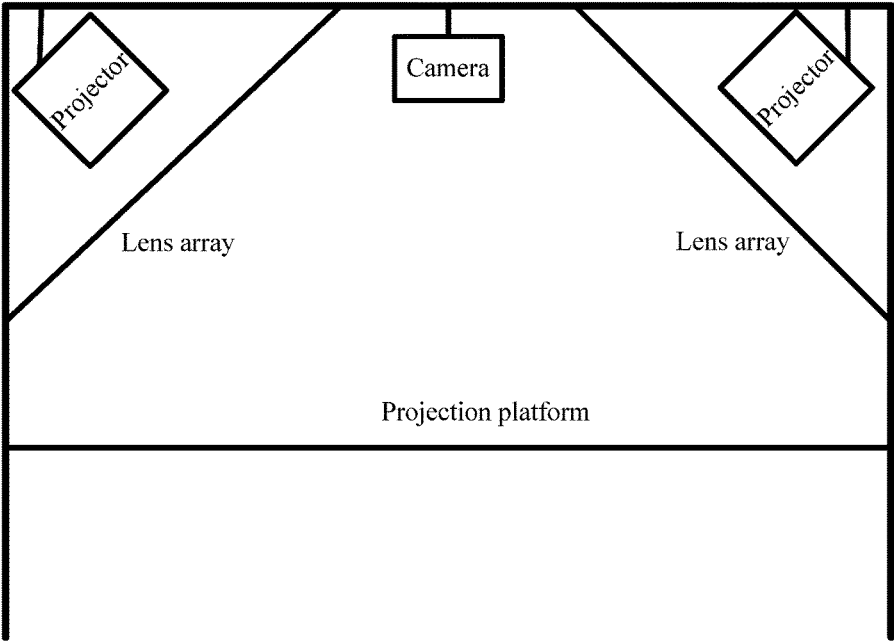 Projector
Camera
Projector
Lens array
Lens array
Projection platform